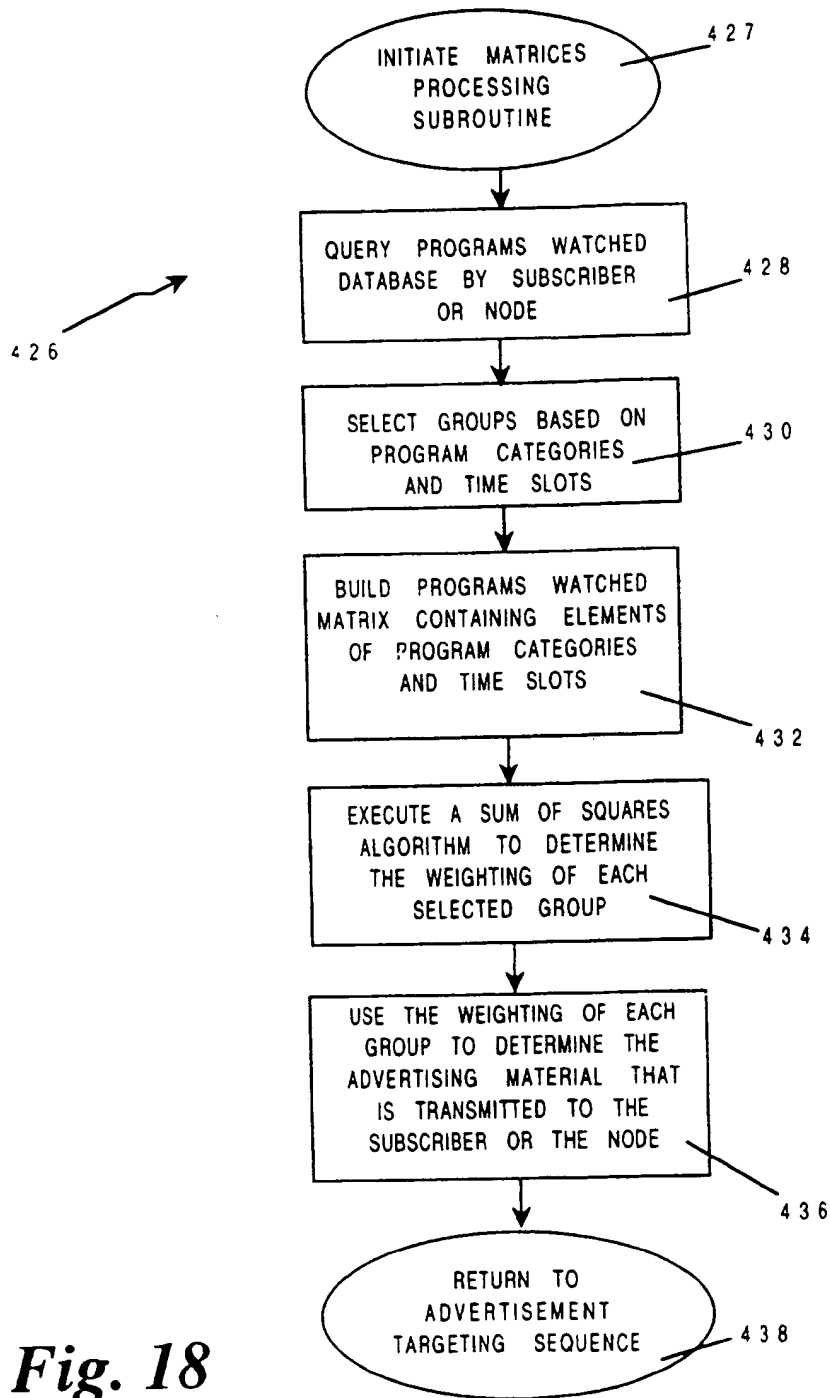 INITIATE MATRICES
PROCESSING
SUBROUTINE
427
QUERY PROGRAMS WATCHED
DATABASE BY SUBSCRIBER
OR NODE
428
426
SELECT GROUPS BASED ON
PROGRAM CATEGORIES
AND TIME SLOTS
430
BUILD PROGRAMS WATCHED
MATRIX CONTAINING ELEMENTS
OF PROGRAM CATEGORIES
AND TIME SLOTS
432
EXECUTE A SUM OF SQUARES
ALGORITHM TO DETERMINE
THE WEIGHTING OF EACH
SELECTED GROUP
434
USE THE WEIGHTING OF EACH
GROUP TO DETERMINE THE
ADVERTISING MATERIAL THAT
IS TRANSMITTED TO THE
SUBSCRIBER OR THE NODE
436
RETURN TO
ADVERTISEMENT
TARGETING SEQUENCE
438
Fig. 18